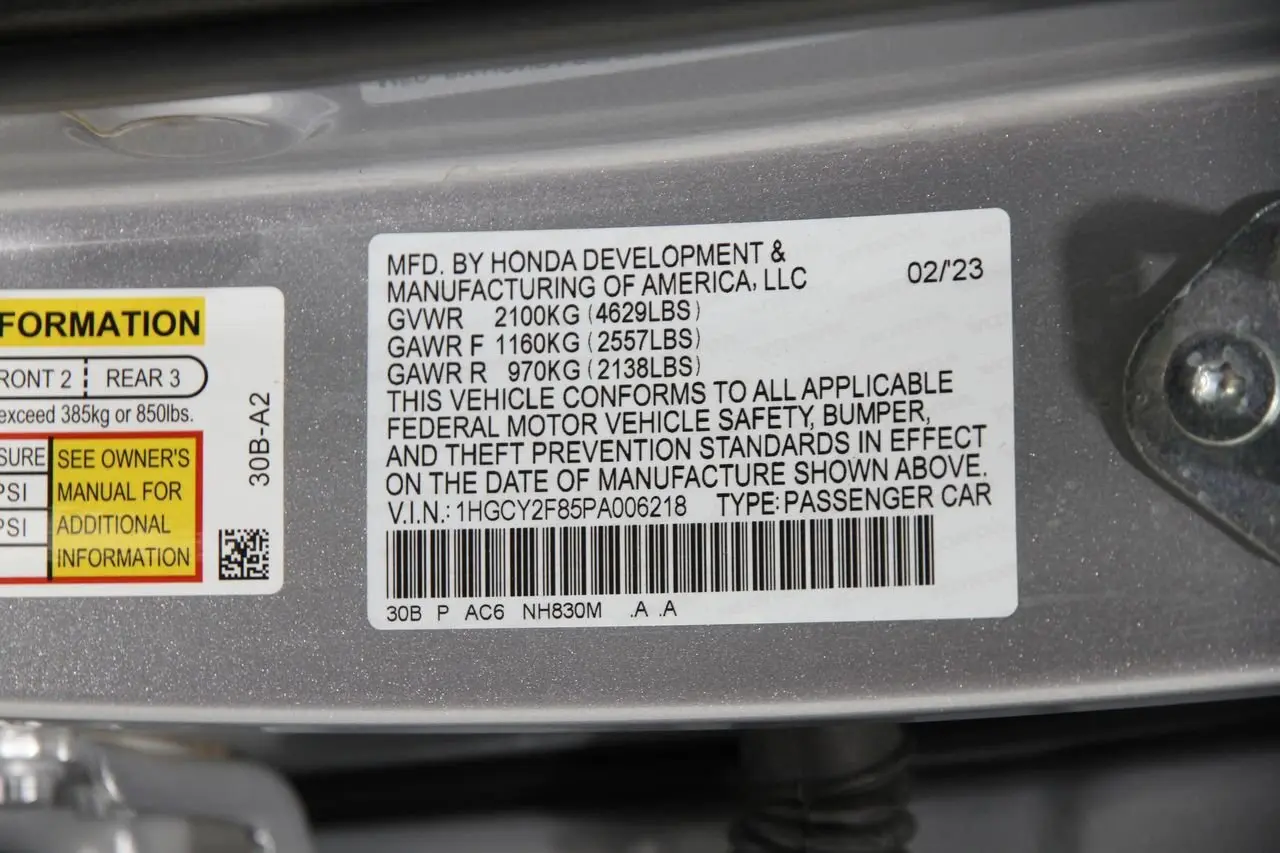 FORMATION
RONT 2 REAR 3
exceed 385kg or 850lbs.
SURE
PSI
PSI
SEE OWNER'S
MANUAL FOR
ADDITIONAL
INFORMATION
30B-A2
MFD. BY HONDA DEVELOPMENT &
MANUFACTURING OF AMERICA, LLC 02/'23
GVWR 2100KG (4629LBS)
GAWR F 1160KG (2557LBS)
GAWR R 970KG (2138LBS)
THIS VEHICLE CONFORMS TO ALL APPLICABLE
FEDERAL MOTOR VEHICLE SAFETY, BUMPER,
AND THEFT PREVENTION STANDARDS IN EFFECT
ON THE DATE OF MANUFACTURE SHOWN ABOVE.
V.I.N.: 1HGCY2F85PA006218 TYPE: PASSENGER CAR
30B P AC6 NH830M .A .A